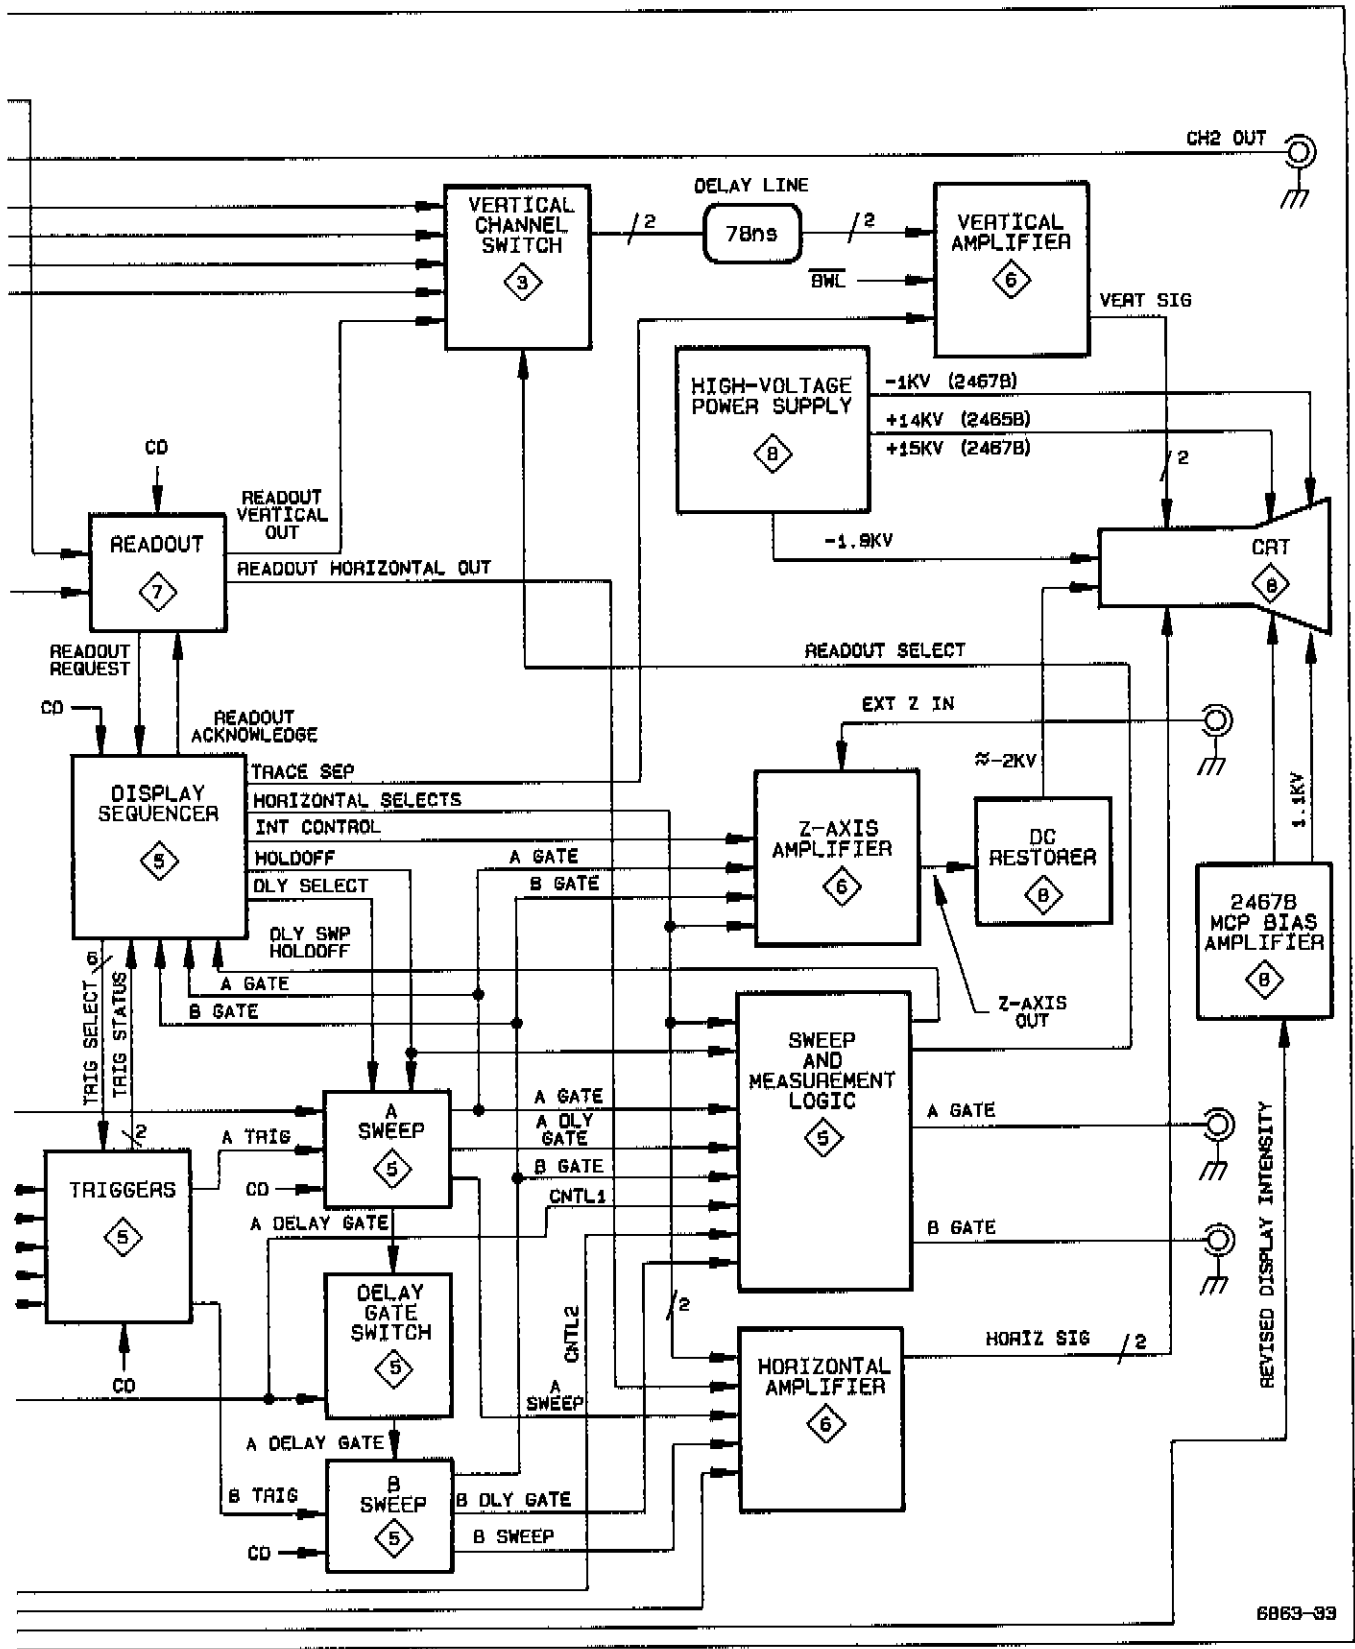 CH2 OUT
DELAY LINE
VERTICAL
CHANNEL
SWITCH
3
2
78ns
2
VERTICAL
AMPLIFIER
6
BWL
VERT SIG
HIGH-VOLTAGE
POWER SUPPLY
8
-1KV (2467B)
+14KV (2465B)
+15KV (2467B)
2
CD
READOUT
VERTICAL
OUT
READOUT
7
-1.9KV
CRT
8
READOUT HORIZONTAL OUT
READOUT
REQUEST
READOUT SELECT
CD
READOUT
ACKNOWLEDGE
EXT Z IN
≈-2KV
DISPLAY
SEQUENCER
5
TRACE SEP
HORIZONTAL SELECTS
INT CONTROL
HOLDOFF
DLY SELECT
A GATE
B GATE
Z-AXIS
AMPLIFIER
6
DC
RESTORER
8
1.1KV
2467B
MCP BIAS
AMPLIFIER
8
DLY SWP
HOLDOFF
6
A GATE
B GATE
TRIG SELECT
TRIG STATUS
Z-AXIS
OUT
SWEEP
AND
MEASUREMENT
LOGIC
5
A
SWEEP
5
A GATE
A DLY
GATE
B GATE
CNTL1
A GATE
B GATE
2
A TRIG
CD
TRIGGERS
5
A DELAY GATE
DELAY
GATE
SWITCH
5
CNTL2
2
REVISED DISPLAY INTENSITY
HORIZ SIG
2
HORIZONTAL
AMPLIFIER
6
CD
A
SWEEP
A DELAY GATE
B TRIG
B
SWEEP
5
B DLY GATE
B SWEEP
CD
6863-33